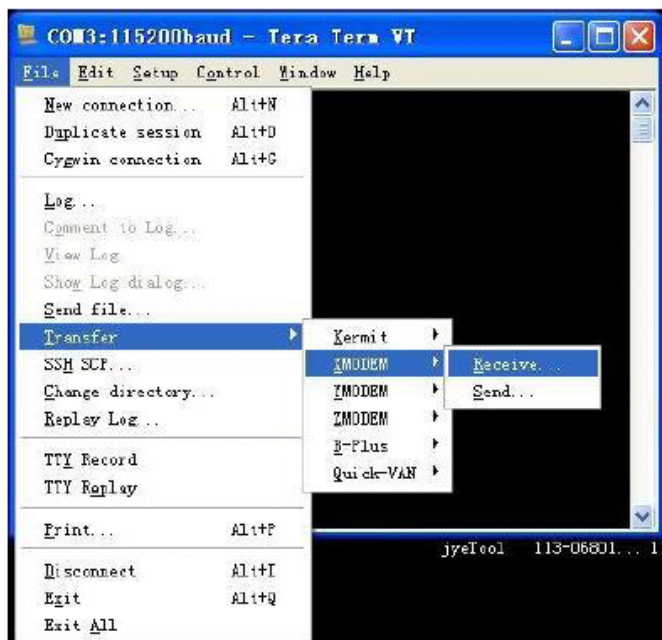 COM3:115200baud - Tera Term VT
File Edit Setup Control Window Help
New connection... Alt+N
Duplicate session Alt+D
Cygwin connection Alt+G
Log...
Comment to Log...
View Log
Show Log dialog...
Send file...
Transfer
SSH SCP...
Change directory...
Replay Log...
TTY Record
TTY Replay
Print... Alt+P
Disconnect Alt+I
Exit Alt+Q
Exit All
Kermit
XMODEM
YMODEM
ZMODEM
B-Plus
Quick-VAN
Receive...
Send...
jyeTool 113-06801... 1